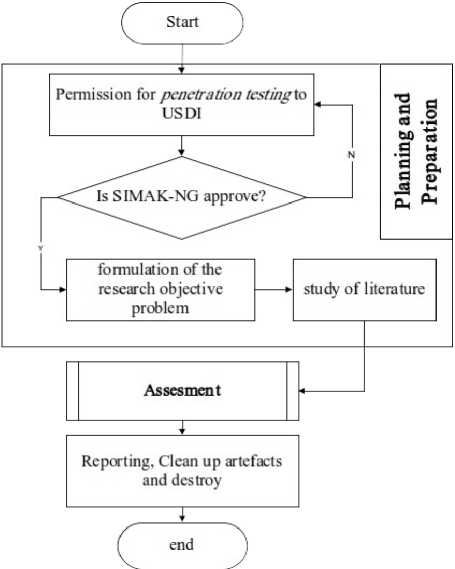 Start
Permission for penetration testing to
USDI
Planning and
Preparation
N
Is SIMAK-NG approve?
Y
formulation of the
research objective
problem
study of literature
Assesment
Reporting, Clean up artefacts
and destroy
end